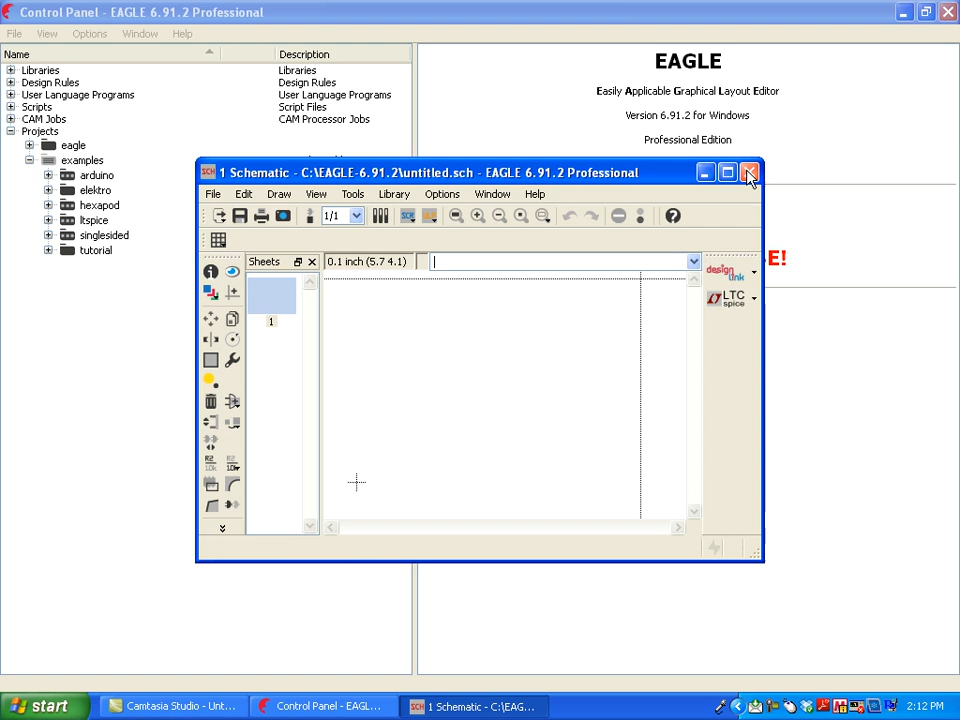 Control Panel - EAGLE 6.91.2 Professional
File View Options Window Help
Name Description
Libraries Libraries
Design Rules Design Rules
User Language Programs User Language Programs
Scripts Script Files
CAM Jobs CAM Processor Jobs
Projects
eagle
examples
arduino
elektro
hexapod
ltspice
singlesided
tutorial
EAGLE
Easily Applicable Graphical Layout Editor
Version 6.91.2 for Windows
Professional Edition
E!
1 Schematic - C:\EAGLE-6.91.2\untitled.sch - EAGLE 6.91.2 Professional
File Edit Draw View Tools Library Options Window Help
1/1
Sheets
0.1 inch (5.7 4.1)
1
design link
LTC spice
start
Camtasia Studio - Unt...
Control Panel - EAGL...
1 Schematic - C:\EAG...
2:12 PM